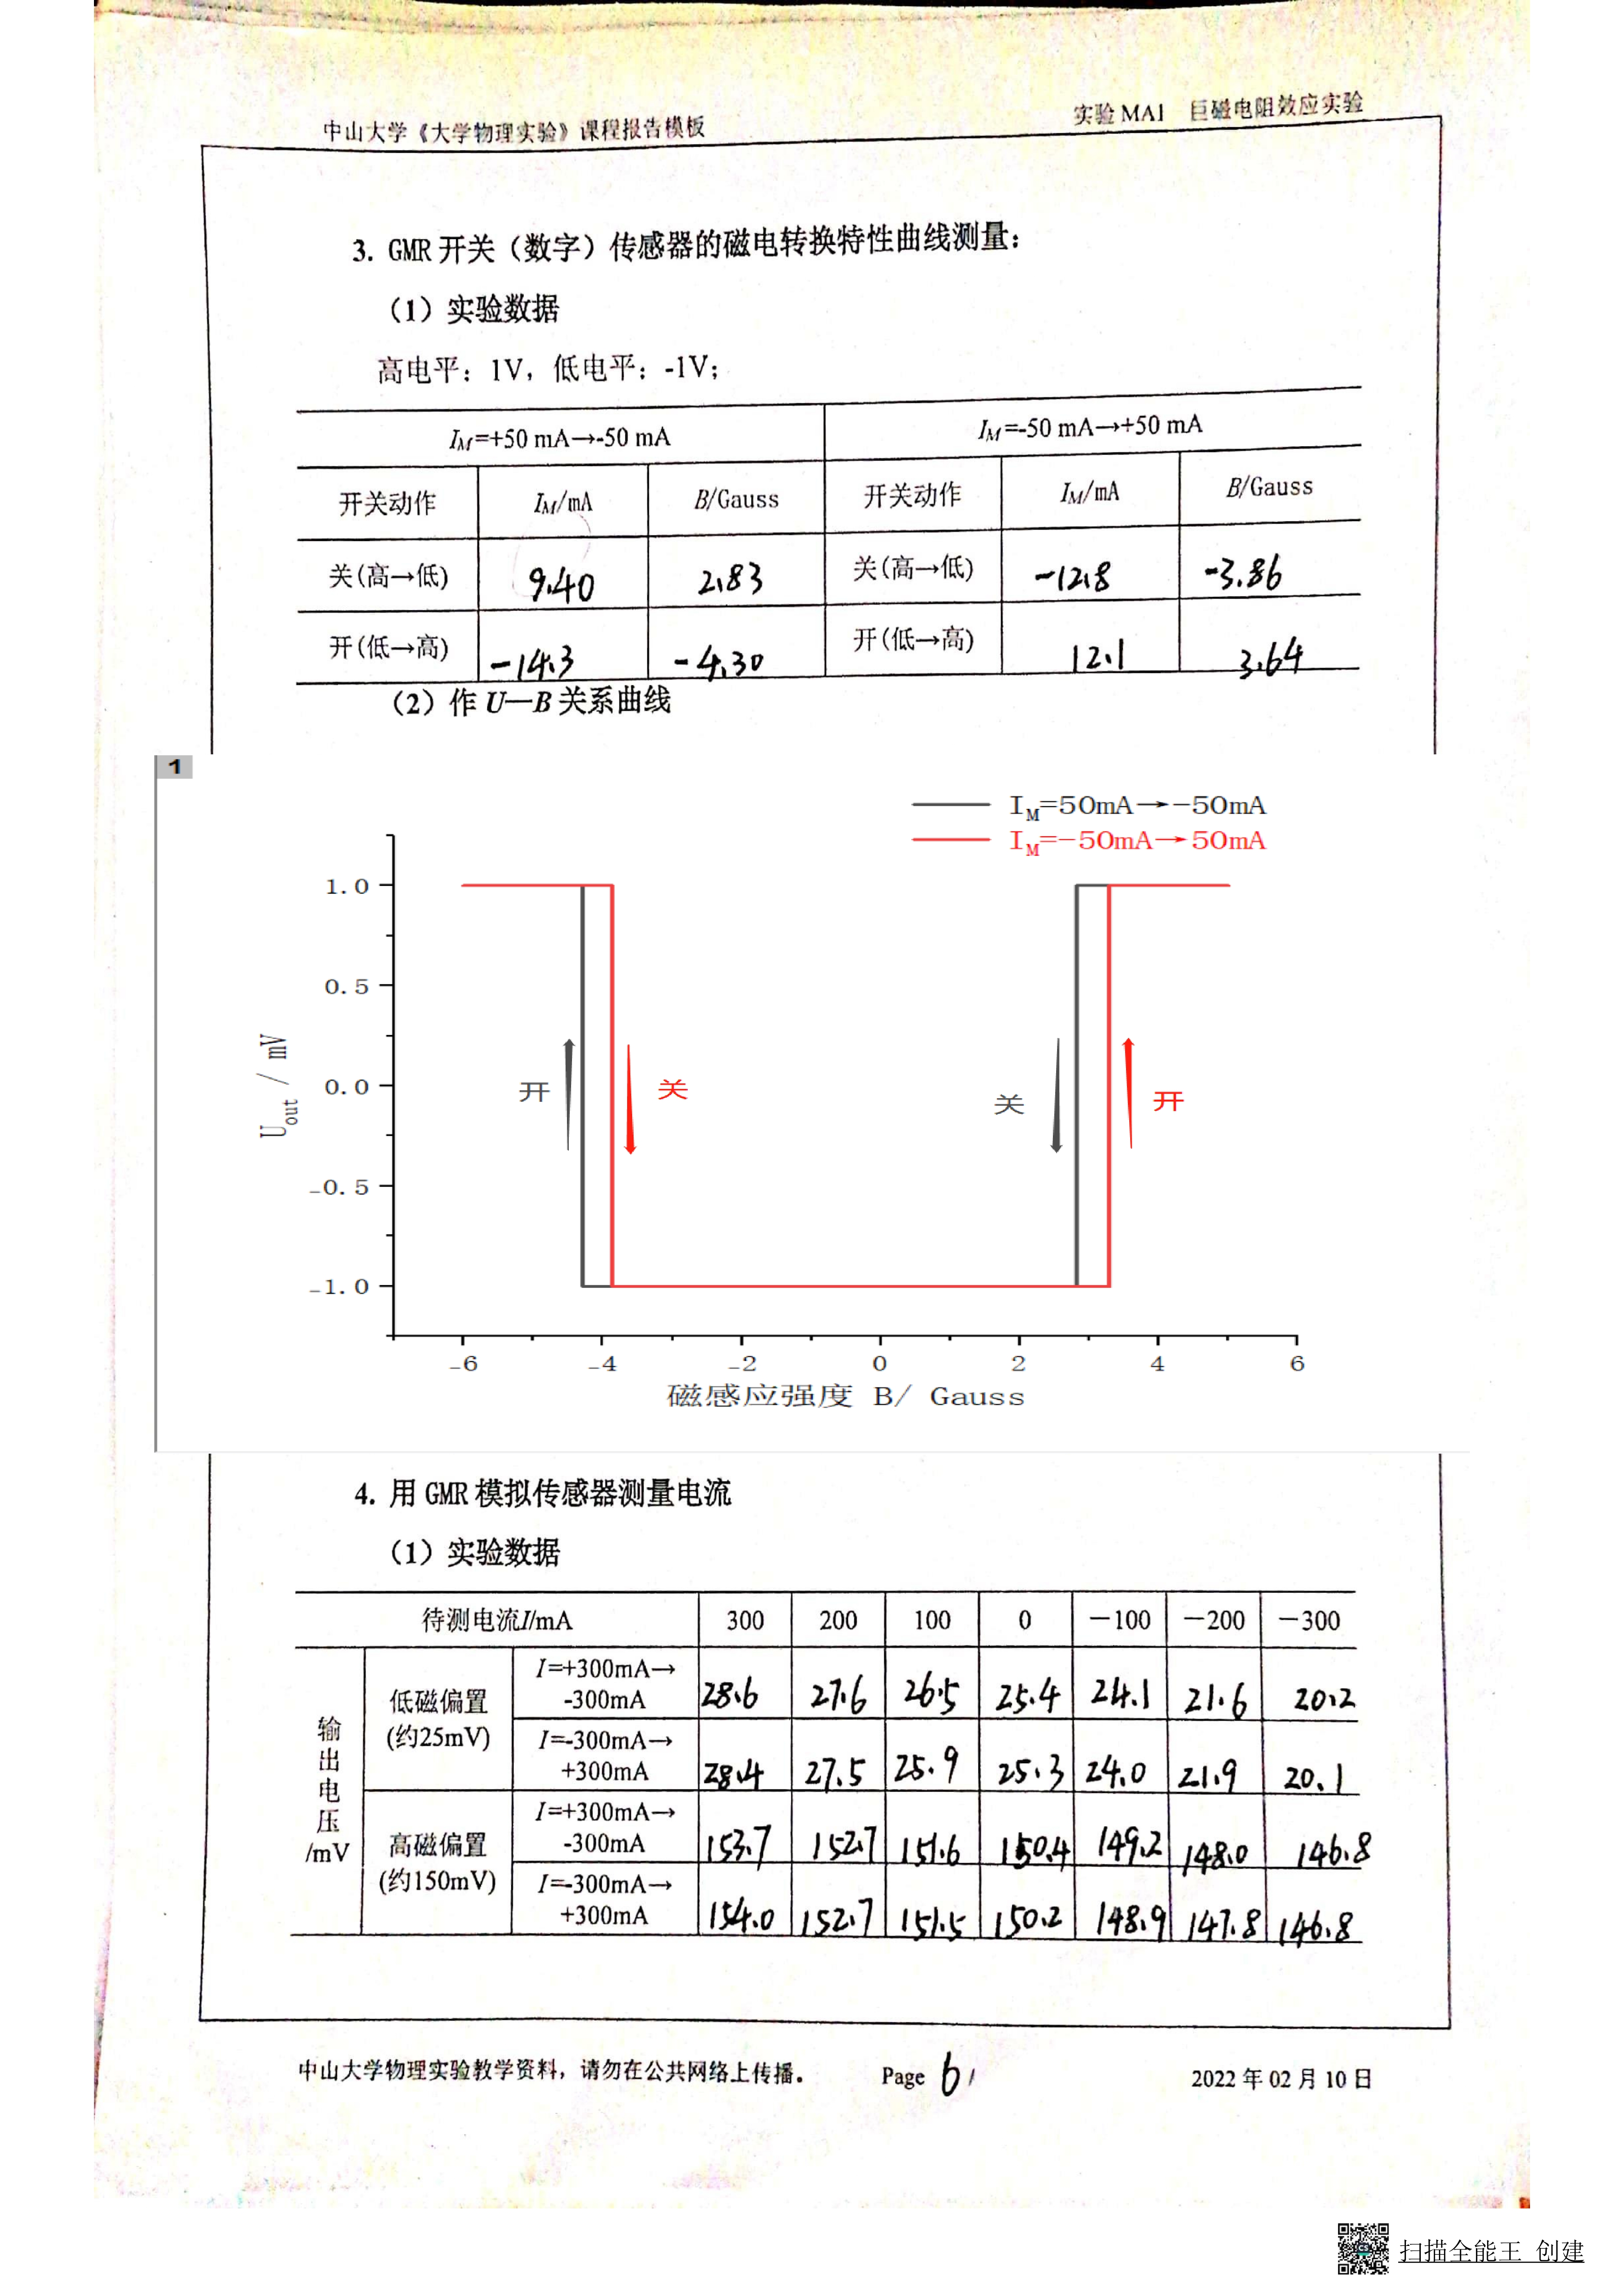 中山大学《大学物理实验》课程报告模板
实验 MA1 巨磁电阻效应实验
3. GMR 开关（数字）传感器的磁电转换特性曲线测量：
（1）实验数据
高电平：1V，低电平：-1V；
I_M=+50 mA→-50 mA I_M=-50 mA→+50 mA
开关动作 I_M/mA B/Gauss 开关动作 I_M/mA B/Gauss
关(高→低) 9.40 2.83 关(高→低) -12.8 -3.86
开(低→高) -14.3 -4.30 开(低→高) 12.1 3.64
（2）作 U—B 关系曲线
1
I_M=50mA→-50mA
I_M=-50mA→50mA
1.0
0.5
0.0
-0.5
-1.0
U_out / mV
开 关 关 开
-6 -4 -2 0 2 4 6
磁感应强度 B/ Gauss
4. 用 GMR 模拟传感器测量电流
（1）实验数据
待测电流I/mA 300 200 100 0 －100 －200 －300
输出电压/mV
低磁偏置(约25mV)
I=+300mA→-300mA 28.6 27.6 26.5 25.4 24.1 21.6 20.2
I=-300mA→+300mA 28.4 27.5 25.9 25.3 24.0 21.9 20.1
高磁偏置(约150mV)
I=+300mA→-300mA 153.7 152.7 151.6 150.4 149.2 148.0 146.8
I=-300mA→+300mA 154.0 152.7 151.5 150.2 148.9 147.8 146.8
中山大学物理实验教学资料，请勿在公共网络上传播。 Page 6/ 2022 年 02 月 10 日
扫描全能王 创建